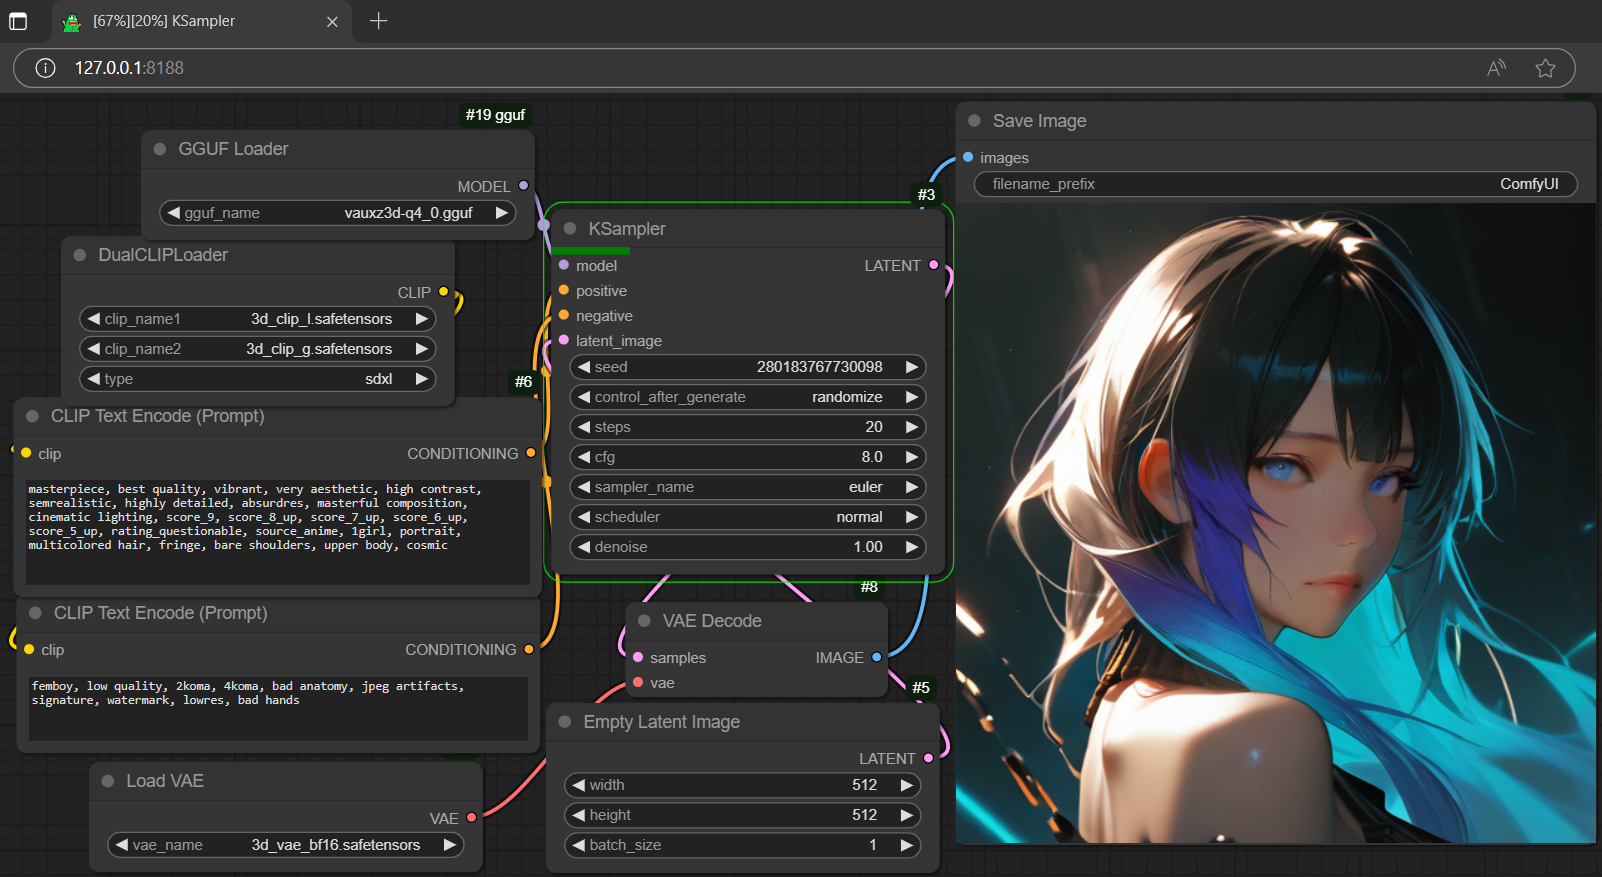 [67%][20%] KSampler
127.0.0.1:8188
#19 gguf
GGUF Loader
MODEL
gguf_name vauxz3d-q4_0.gguf
DualCLIPLoader
CLIP
clip_name1 3d_clip_l.safetensors
clip_name2 3d_clip_g.safetensors
type sdxl
#6
CLIP Text Encode (Prompt)
clip CONDITIONING
masterpiece, best quality, vibrant, very aesthetic, high contrast,
semrealistic, highly detailed, absurdres, masterful composition,
cinematic lighting, score_9, score_8_up, score_7_up, score_6_up,
score_5_up, rating_questionable, source_anime, 1girl, portrait,
multicolored hair, fringe, bare shoulders, upper body, cosmic
CLIP Text Encode (Prompt)
clip CONDITIONING
femboy, low quality, 2koma, 4koma, bad anatomy, jpeg artifacts,
signature, watermark, lowres, bad hands
Load VAE
VAE
vae_name 3d_vae_bf16.safetensors
#3
KSampler
model LATENT
positive
negative
latent_image
seed 280183767730098
control_after_generate randomize
steps 20
cfg 8.0
sampler_name euler
scheduler normal
denoise 1.00
#8
VAE Decode
samples IMAGE
vae
#5
Empty Latent Image
LATENT
width 512
height 512
batch_size 1
Save Image
images
filename_prefix ComfyUI